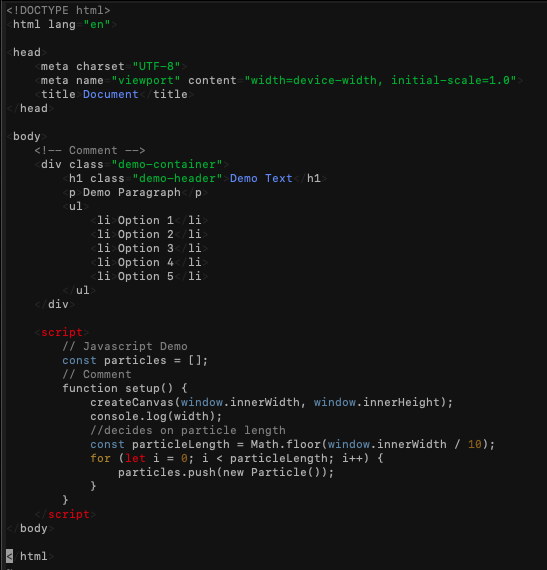 <!DOCTYPE html>
<html lang="en">

<head>
    <meta charset="UTF-8">
    <meta name="viewport" content="width=device-width, initial-scale=1.0">
    <title>Document</title>
</head>

<body>
    <!-- Comment -->
    <div class="demo-container">
        <h1 class="demo-header">Demo Text</h1>
        <p>Demo Paragraph</p>
        <ul>
            <li>Option 1</li>
            <li>Option 2</li>
            <li>Option 3</li>
            <li>Option 4</li>
            <li>Option 5</li>
        </ul>
    </div>

    <script>
        // Javascript Demo
        const particles = [];
        // Comment
        function setup() {
            createCanvas(window.innerWidth, window.innerHeight);
            console.log(width);
            //decides on particle length
            const particleLength = Math.floor(window.innerWidth / 10);
            for (let i = 0; i < particleLength; i++) {
                particles.push(new Particle());
            }
        }
    </script>
</body>

</html>